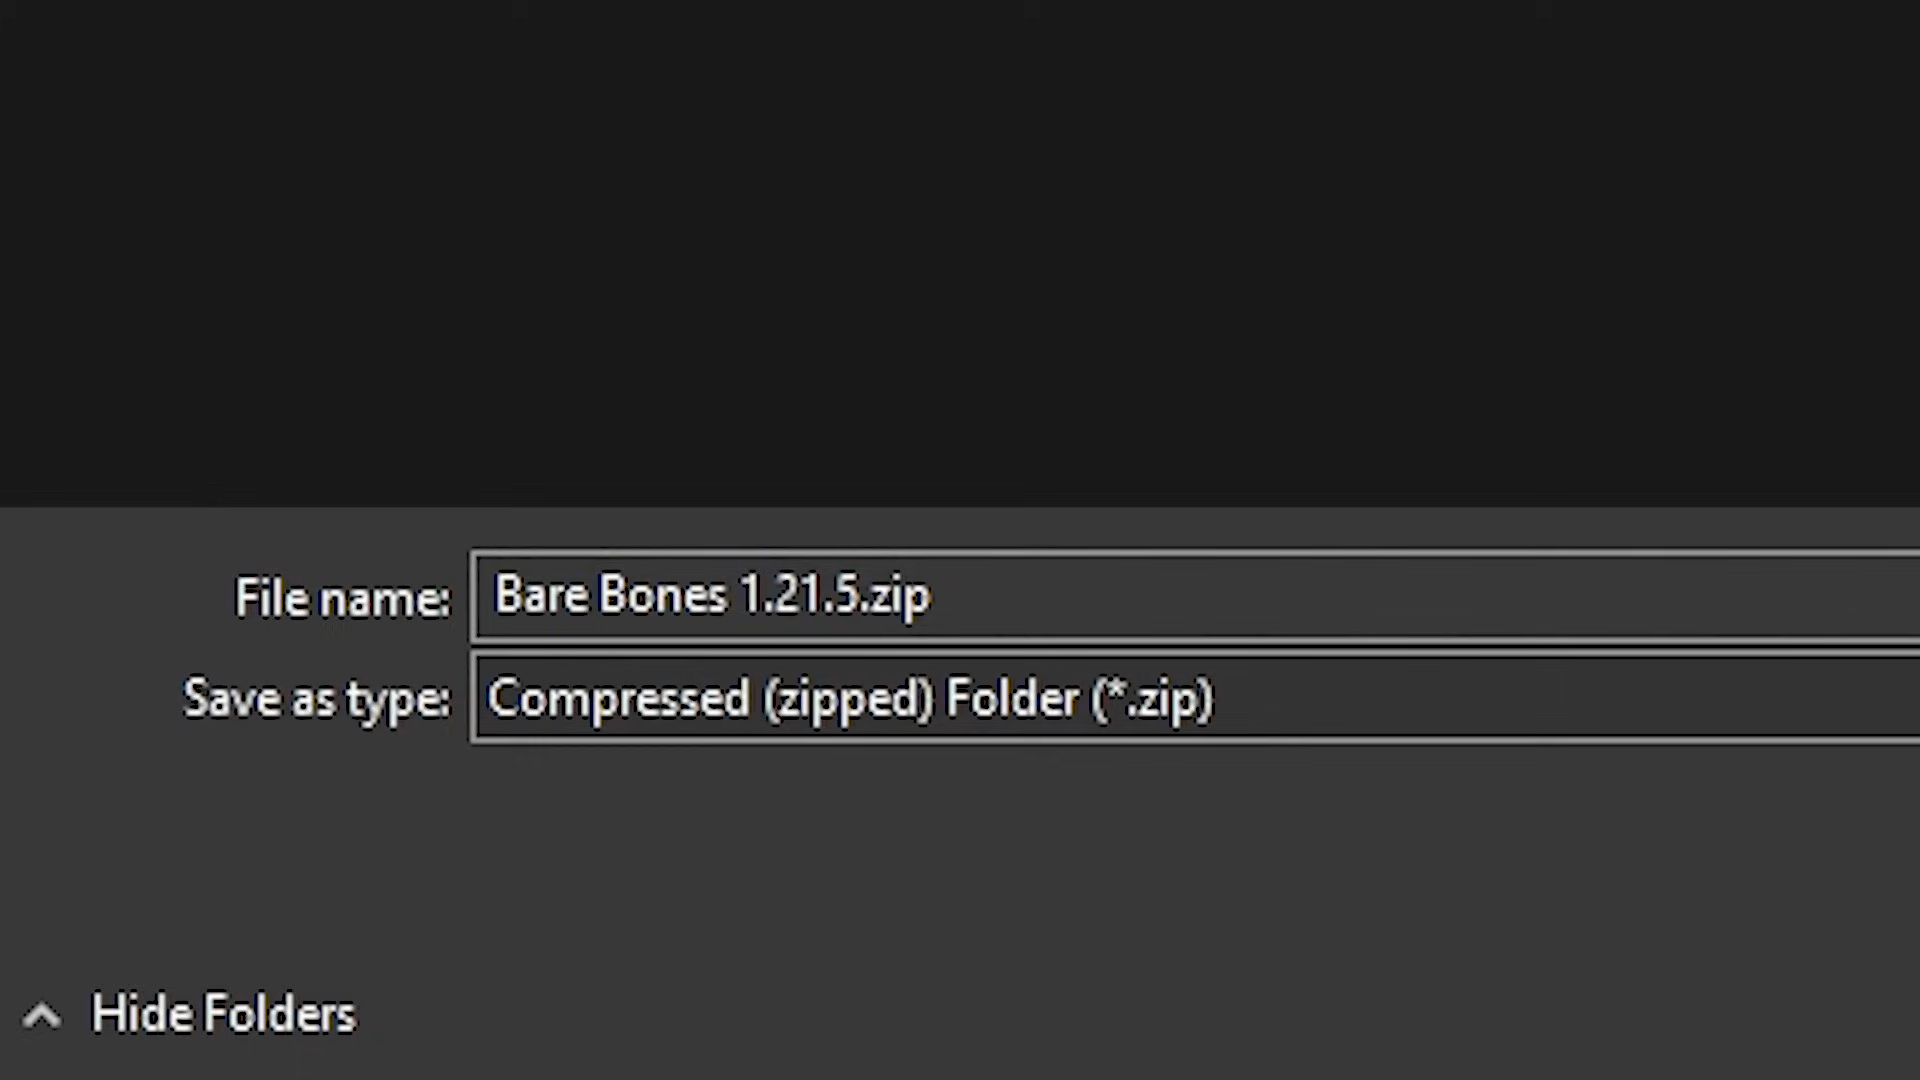 File name: Bare Bones 1.21.5.zip
Save as type: Compressed (zipped) Folder (*.zip)
Hide Folders